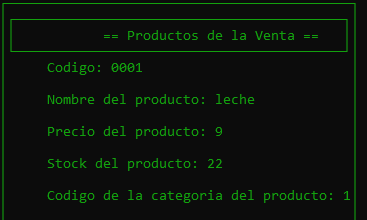 == Productos de la Venta ==
Codigo: 0001
Nombre del producto: leche
Precio del producto: 9
Stock del producto: 22
Codigo de la categoria del producto: 1